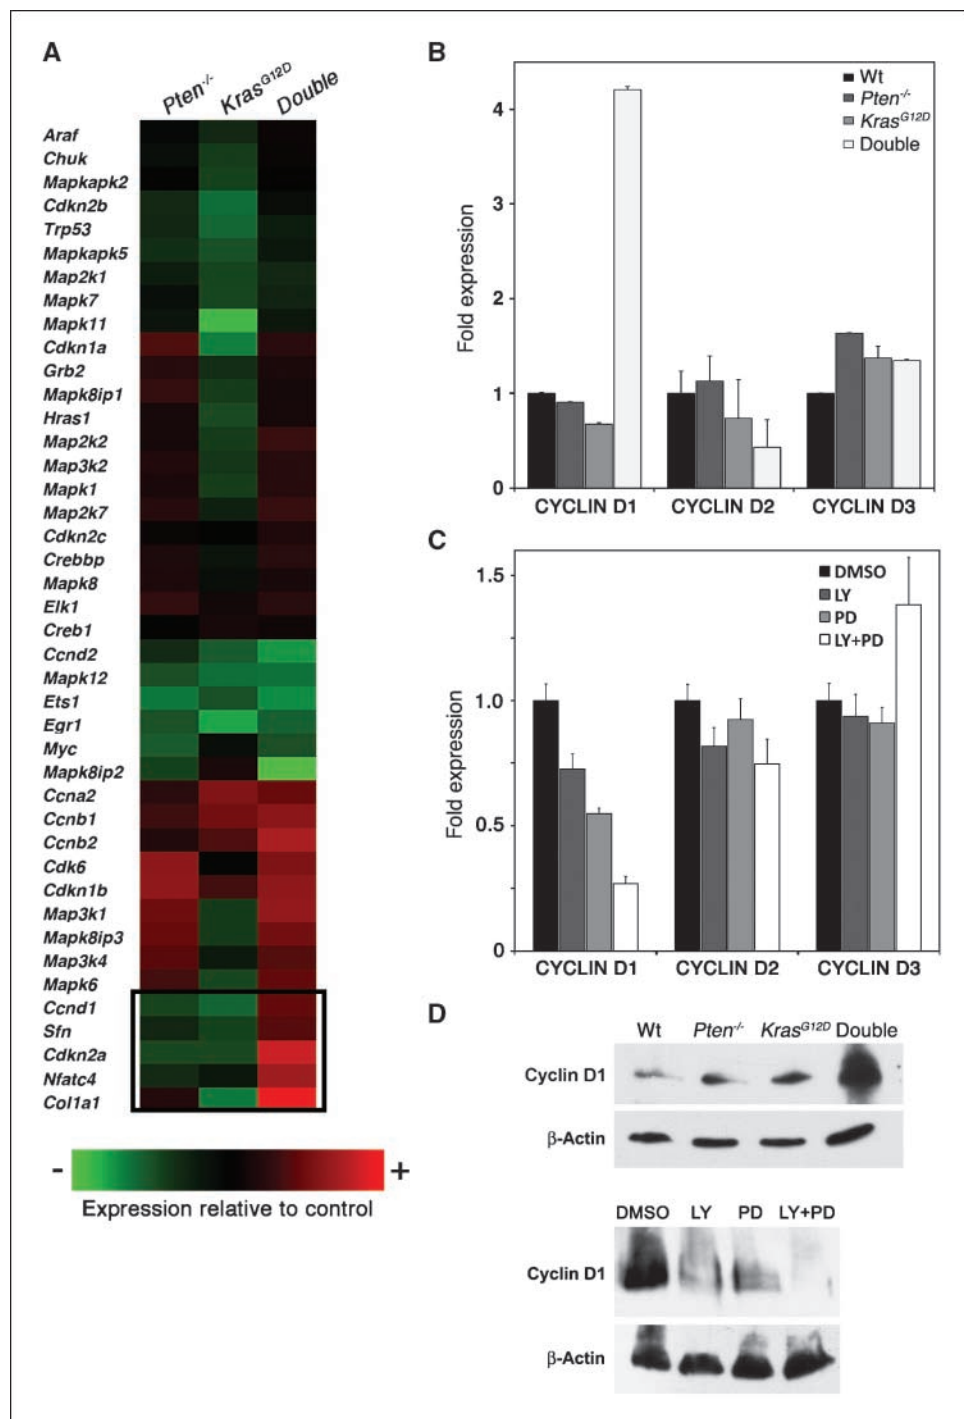 A
Pten-/- KrasG12D Double
Araf
Chuk
Mapkapk2
Cdkn2b
Trp53
Mapkapk5
Map2k1
Mapk7
Mapk11
Cdkn1a
Grb2
Mapk8ip1
Hras1
Map2k2
Map3k2
Mapk1
Map2k7
Cdkn2c
Crebbp
Mapk8
Elk1
Creb1
Ccnd2
Mapk12
Ets1
Egr1
Myc
Mapk8ip2
Ccna2
Ccnb1
Ccnb2
Cdk6
Cdkn1b
Map3k1
Mapk8ip3
Map3k4
Mapk6
Ccnd1
Sfn
Cdkn2a
Nfatc4
Col1a1
- +
Expression relative to control
B
Wt
Pten-/-
KrasG12D
Double
Fold expression
4
3
2
1
0
CYCLIN D1 CYCLIN D2 CYCLIN D3
C
DMSO
LY
PD
LY+PD
Fold expression
1.5
1.0
0.5
0
CYCLIN D1 CYCLIN D2 CYCLIN D3
D
Wt Pten-/- KrasG12D Double
Cyclin D1
β-Actin
DMSO LY PD LY+PD
Cyclin D1
β-Actin